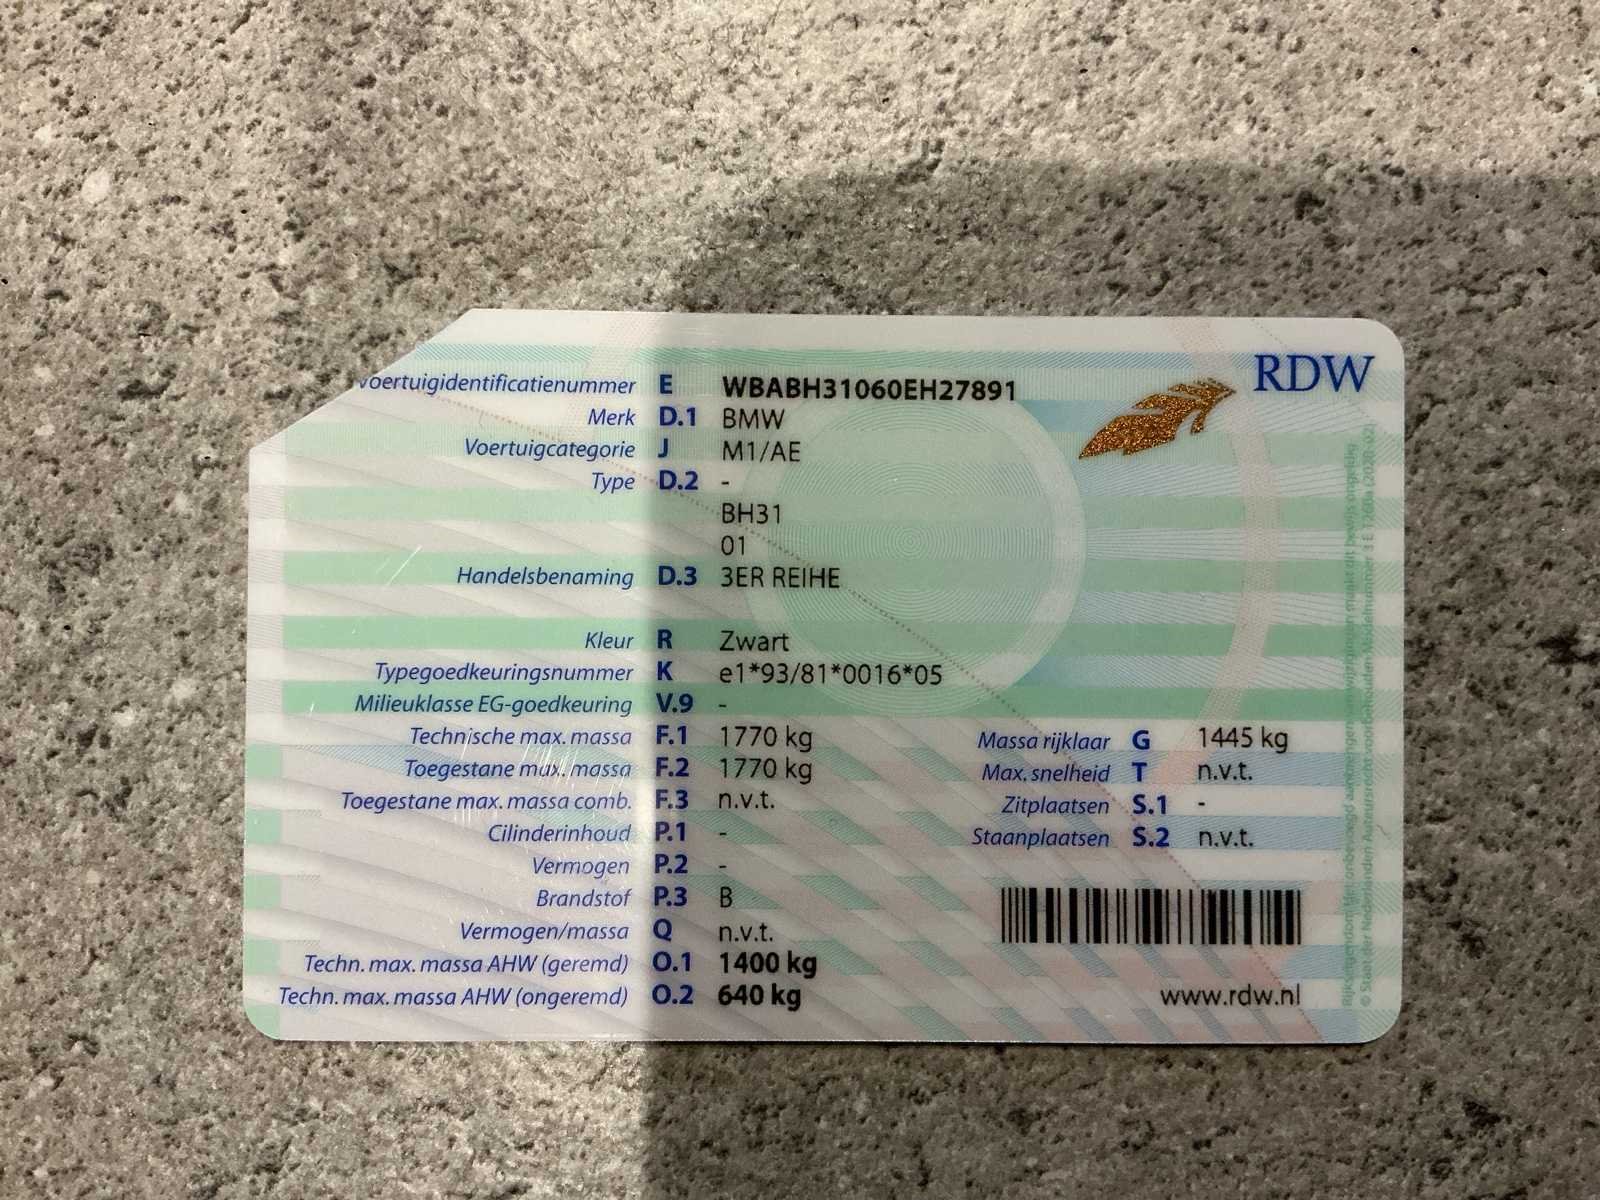 RDW
voertuigidentificatienummer E WBABH31060EH27891
Merk D.1 BMW
Voertuigcategorie J M1/AE
Type D.2 -
BH31
01
Handelsbenaming D.3 3ER REIHE
Kleur R Zwart
Typegoedkeuringsnummer K e1*93/81*0016*05
Milieuklasse EG-goedkeuring V.9 -
Technische max. massa F.1 1770 kg
Toegestane max. massa F.2 1770 kg
Toegestane max. massa comb. F.3 n.v.t.
Cilinderinhoud P.1 -
Vermogen P.2 -
Brandstof P.3 B
Vermogen/massa Q n.v.t.
Techn. max. massa AHW (geremd) O.1 1400 kg
Techn. max. massa AHW (ongeremd) O.2 640 kg
Massa rijklaar G 1445 kg
Max. snelheid T n.v.t.
Zitplaatsen S.1 -
Staanplaatsen S.2 n.v.t.
www.rdw.nl